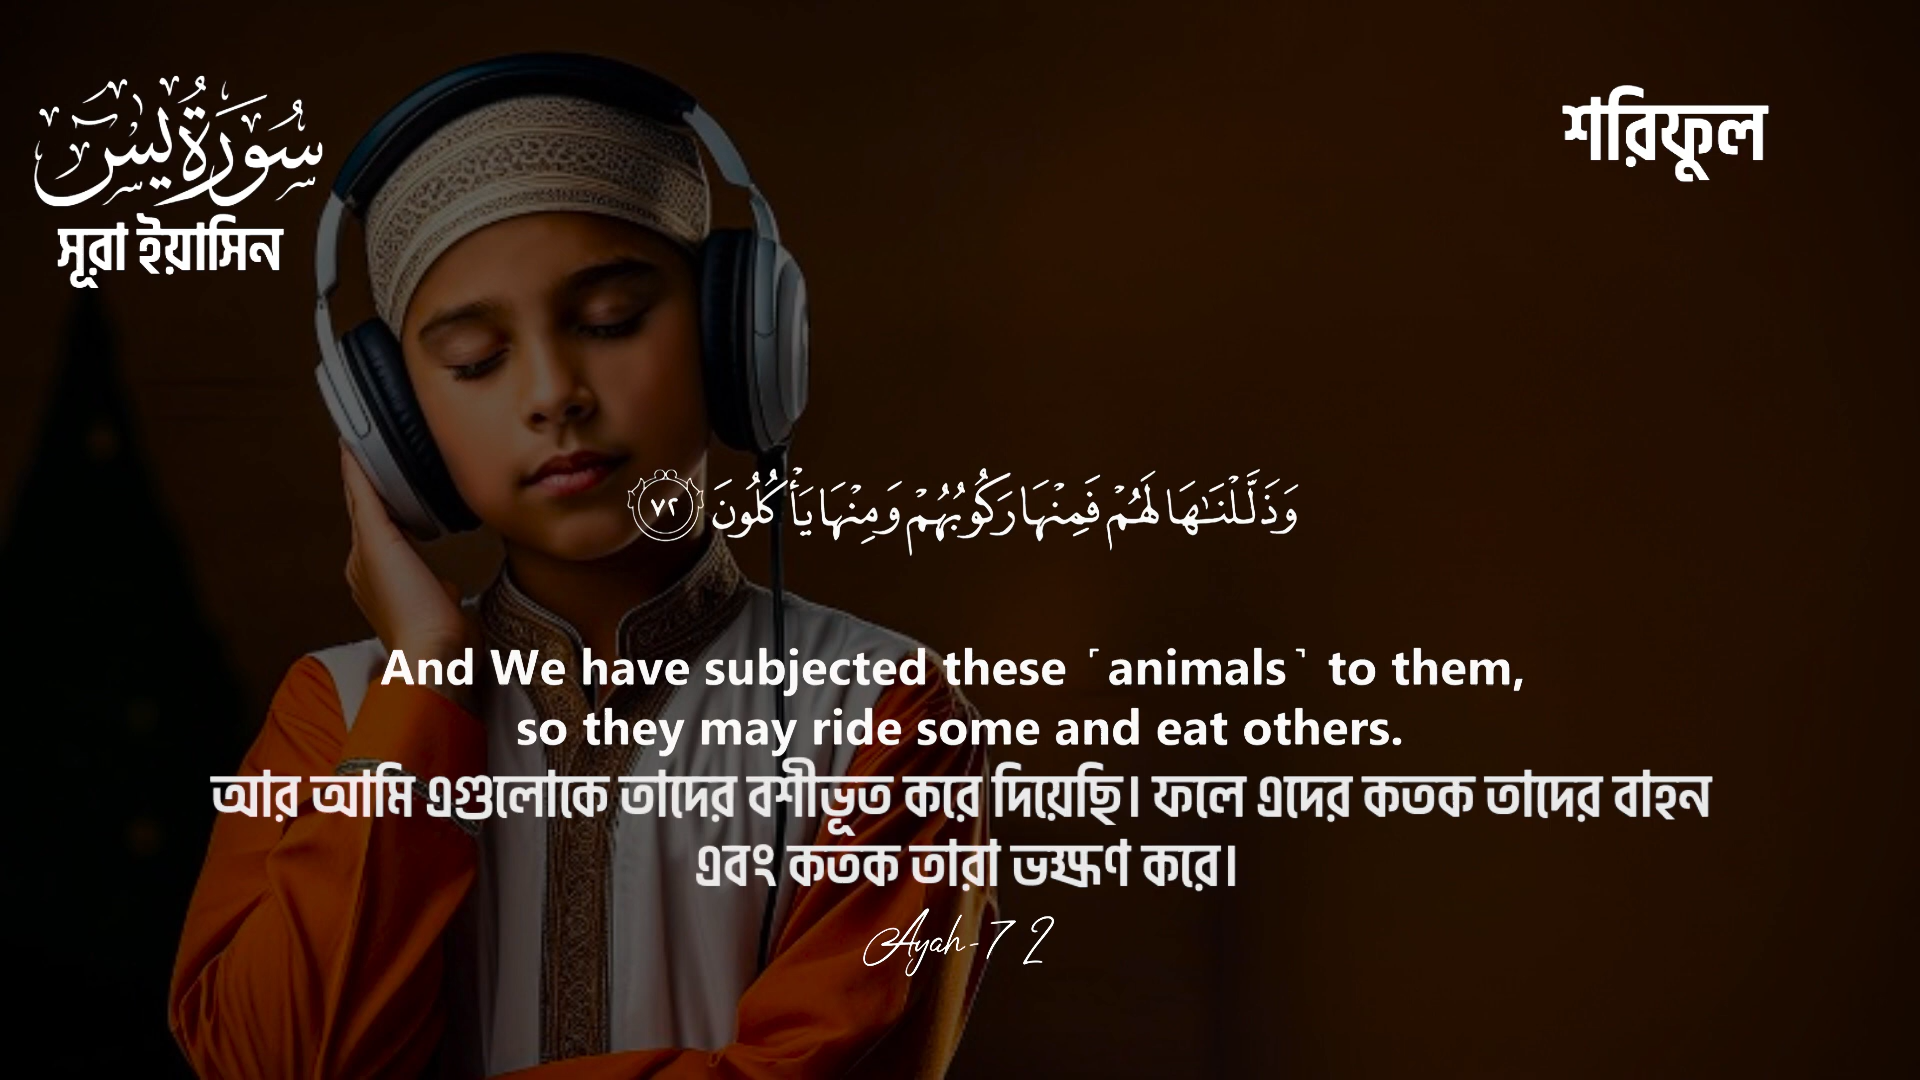 سُورَةُ يسٓ
সূরা ইয়াসিন
শরিফুল
وَذَلَّلْنَـٰهَا لَهُمْ فَمِنْهَا رَكُوبُهُمْ وَمِنْهَا يَأْكُلُونَ ٧٢
And We have subjected these ˹animals˺ to them,
so they may ride some and eat others.
আর আমি এগুলোকে তাদের বশীভূত করে দিয়েছি। ফলে এদের কতক তাদের বাহন
এবং কতক তারা ভক্ষণ করে।
Ayah-72